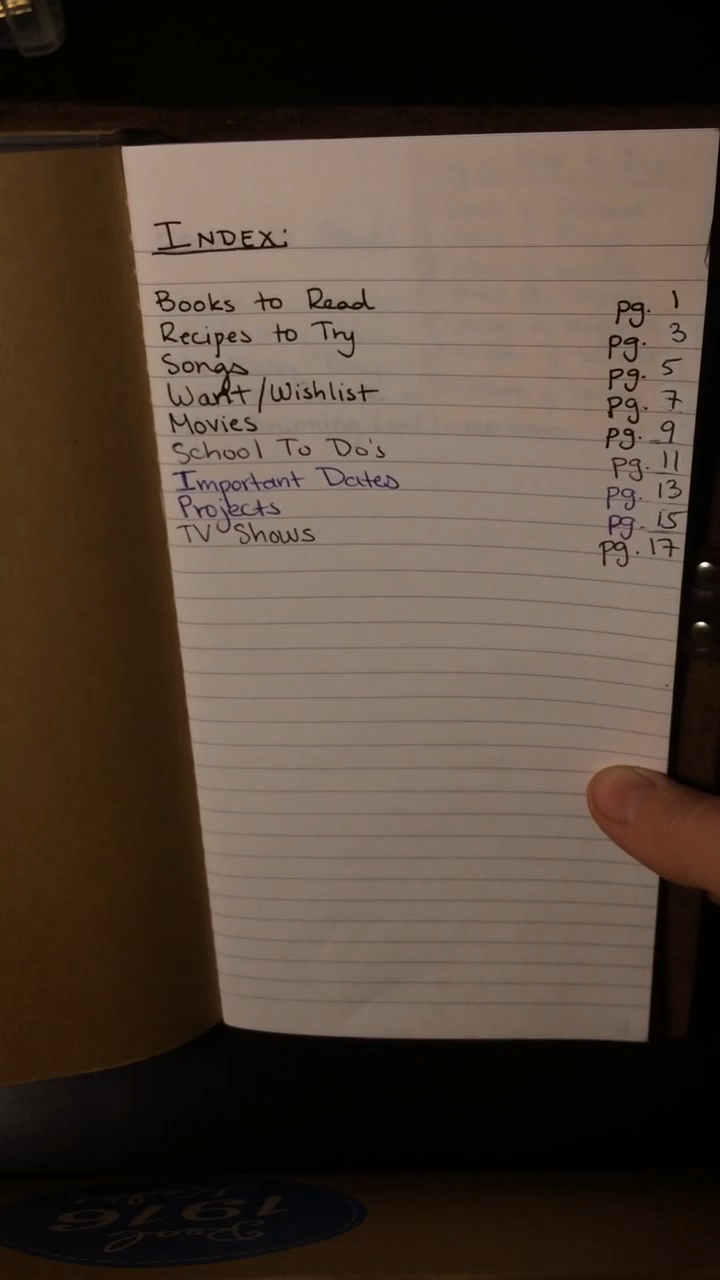 INDEX:
Books to Read pg. 1
Recipes to Try pg. 3
Songs pg. 5
Want/Wishlist pg. 7
Movies pg. 9
School To Do's pg. 11
Important Dates pg. 13
Projects pg. 15
TV Shows pg. 17
1916